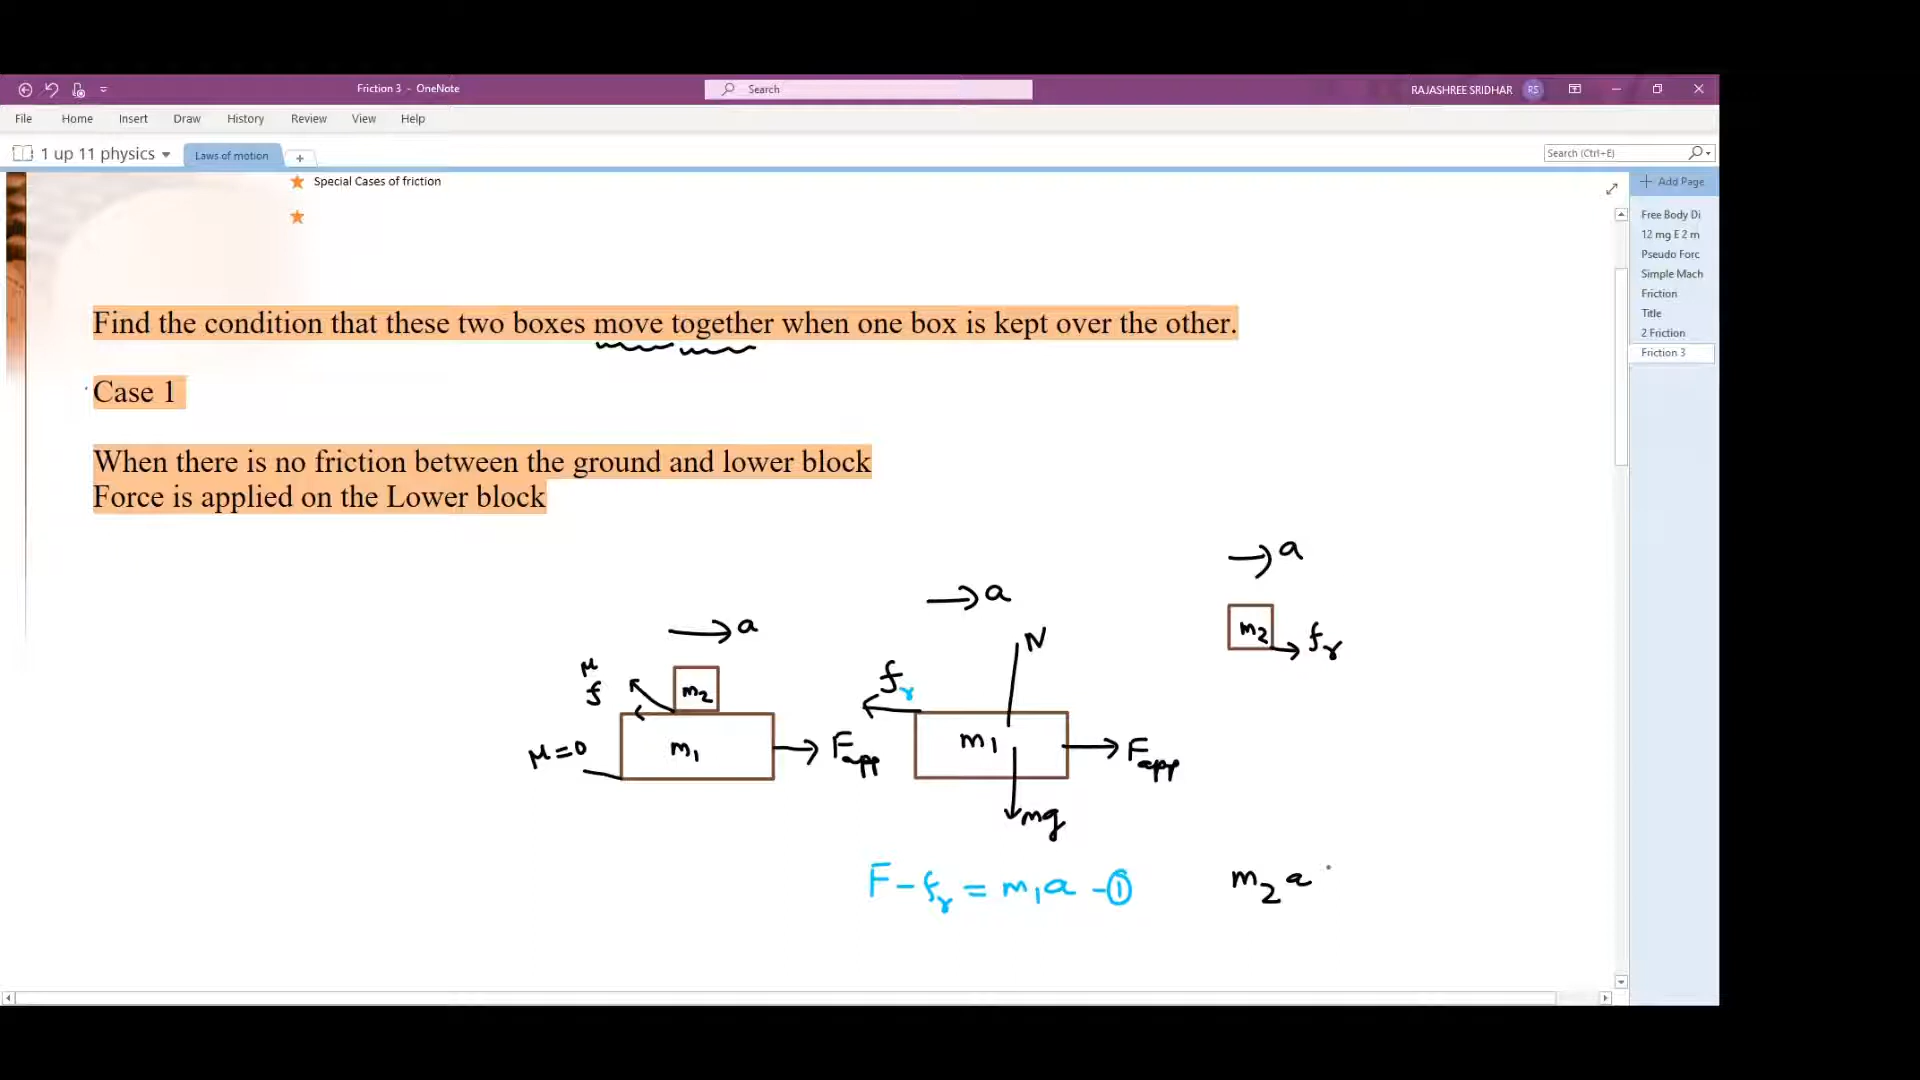 Friction 3 - OneNote
Search
RAJASHREE SRIDHAR RS
File Home Insert Draw History Review View Help
1 up 11 physics
Laws of motion
+
Search (Ctrl+E)
Special Cases of friction
Add Page
Free Body Di
12 mg E 2 m
Pseudo Forc
Simple Mach
Friction
Title
2 Friction
Friction 3
Find the condition that these two boxes move together when one box is kept over the other.
Case 1
When there is no friction between the ground and lower block
Force is applied on the Lower block
a
a
a
N
m₂
fᵣ
μ
f
m₂
fᵣ
μ=0
m₁
F app
m₁
F app
mg
F - fᵣ = m₁a - ①
m₂a